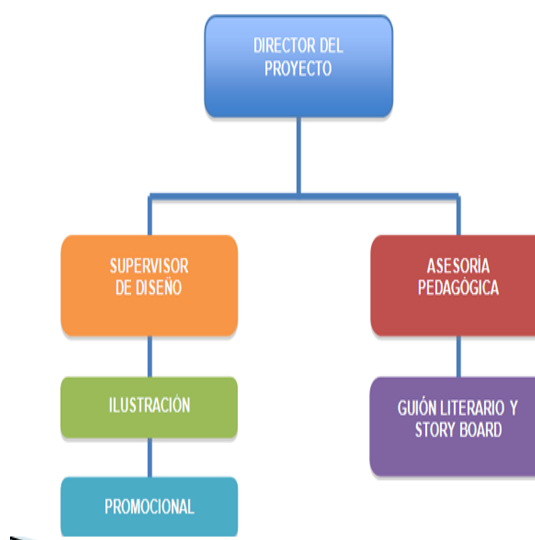 DIRECTOR DEL
PROYECTO
SUPERVISOR
DE DISEÑO
ASESORÍA
PEDAGÓGICA
ILUSTRACIÓN
GUIÓN LITERARIO Y
STORY BOARD
PROMOCIONAL